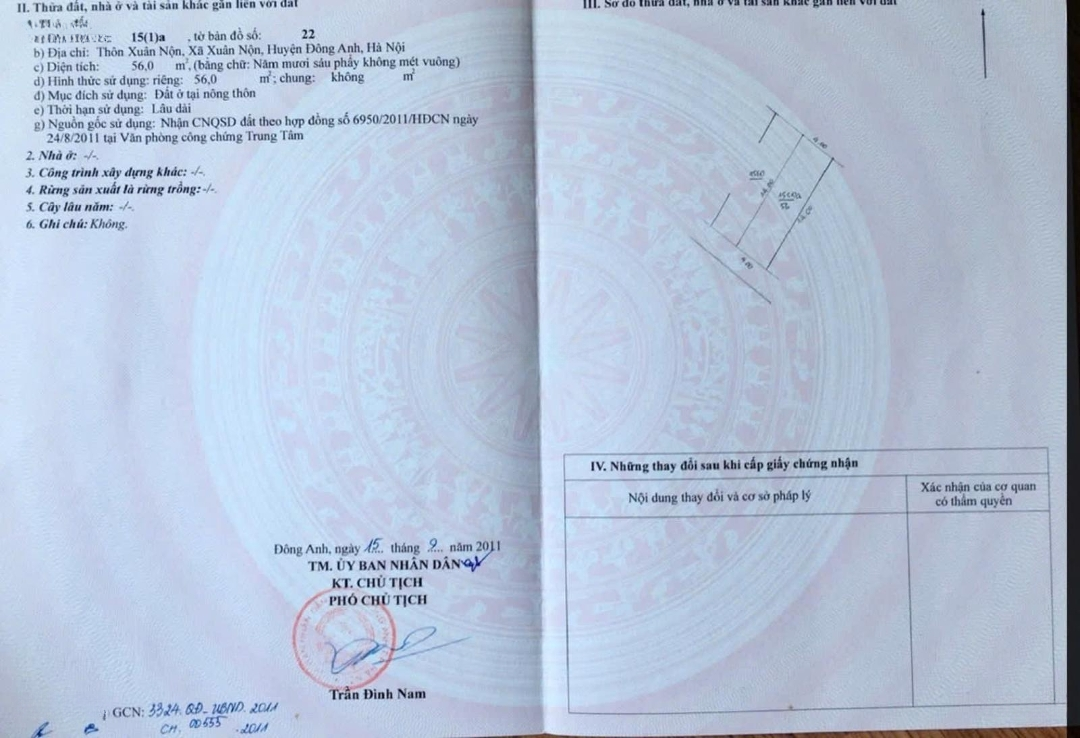 II. Thửa đất, nhà ở và tài sản khác gắn liền với đất
15(1)a , tờ bản đồ số: 22
b) Địa chỉ: Thôn Xuân Nộn, Xã Xuân Nộn, Huyện Đông Anh, Hà Nội
c) Diện tích: 56,0 m², (bằng chữ: Năm mươi sáu phẩy không mét vuông)
d) Hình thức sử dụng: riêng: 56,0 m²; chung: không m²
đ) Mục đích sử dụng: Đất ở tại nông thôn
e) Thời hạn sử dụng: Lâu dài
g) Nguồn gốc sử dụng: Nhận CNQSD đất theo hợp đồng số 6950/2011/HĐCN ngày
24/8/2011 tại Văn phòng công chứng Trung Tâm
2. Nhà ở: -/-.
3. Công trình xây dựng khác: -/-.
4. Rừng sản xuất là rừng trồng: -/-.
5. Cây lâu năm: -/-.
6. Ghi chú: Không.
Đông Anh, ngày 15 tháng 9 năm 2011
TM. ỦY BAN NHÂN DÂN
KT. CHỦ TỊCH
PHÓ CHỦ TỊCH
Trần Đình Nam
GCN: 3324. QĐ- UBND. 2011
CH. 00555 . 2011
III. Sơ đồ thửa đất, nhà ở và tài sản khác gắn liền với đất
4.00
14.00
14.00
4.00
IV. Những thay đổi sau khi cấp giấy chứng nhận
Nội dung thay đổi và cơ sở pháp lý
Xác nhận của cơ quan
có thẩm quyền